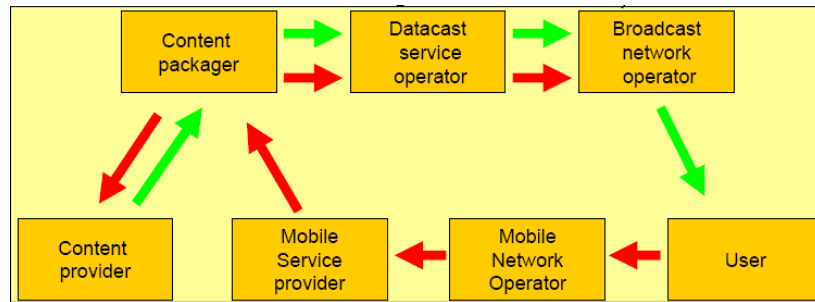 Content
packager
Datacast
service
operator
Broadcast
network
operator
Content
provider
Mobile
Service
provider
Mobile
Network
Operator
User